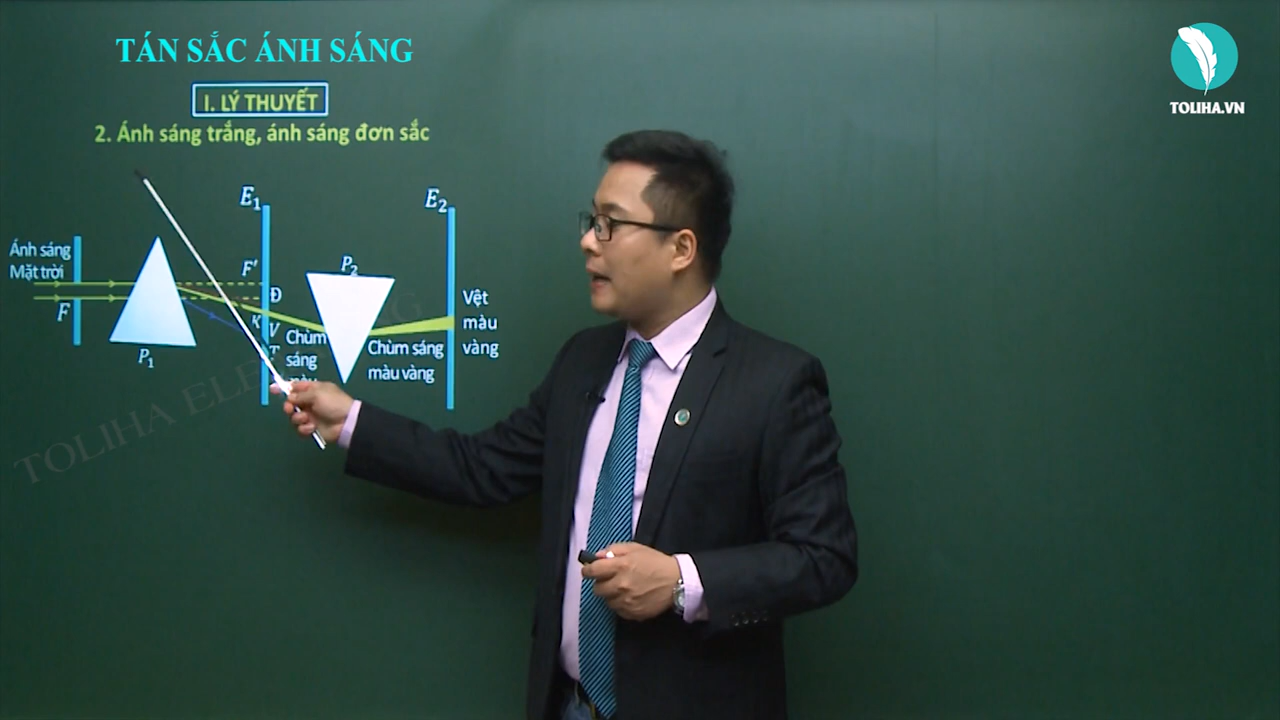 TÁN SẮC ÁNH SÁNG
TOLIHA.VN
I. LÝ THUYẾT
2. Ánh sáng trắng, ánh sáng đơn sắc
E₁
E₂
Ánh sáng
Mặt trời
F
F'
P₁
P₂
Đ
K
V
T
Chùm
sáng
Chùm sáng
màu vàng
Vệt
màu
vàng
TOLIHA